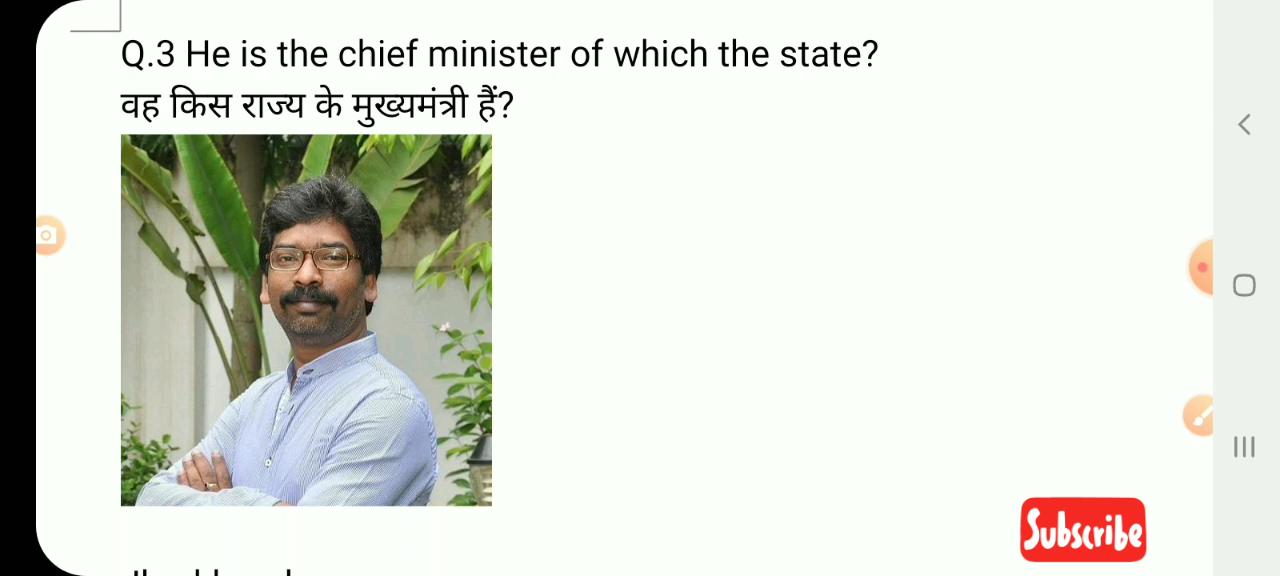 Q.3 He is the chief minister of which the state?
वह किस राज्य के मुख्यमंत्री हैं?
Subscribe